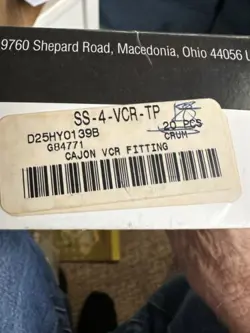 9760 Shepard Road, Macedonia, Ohio 44056 U
SS-4-VCR-TP
D25HY0139B
20 PCS
G84771
CRUM
CAJON VCR FITTING